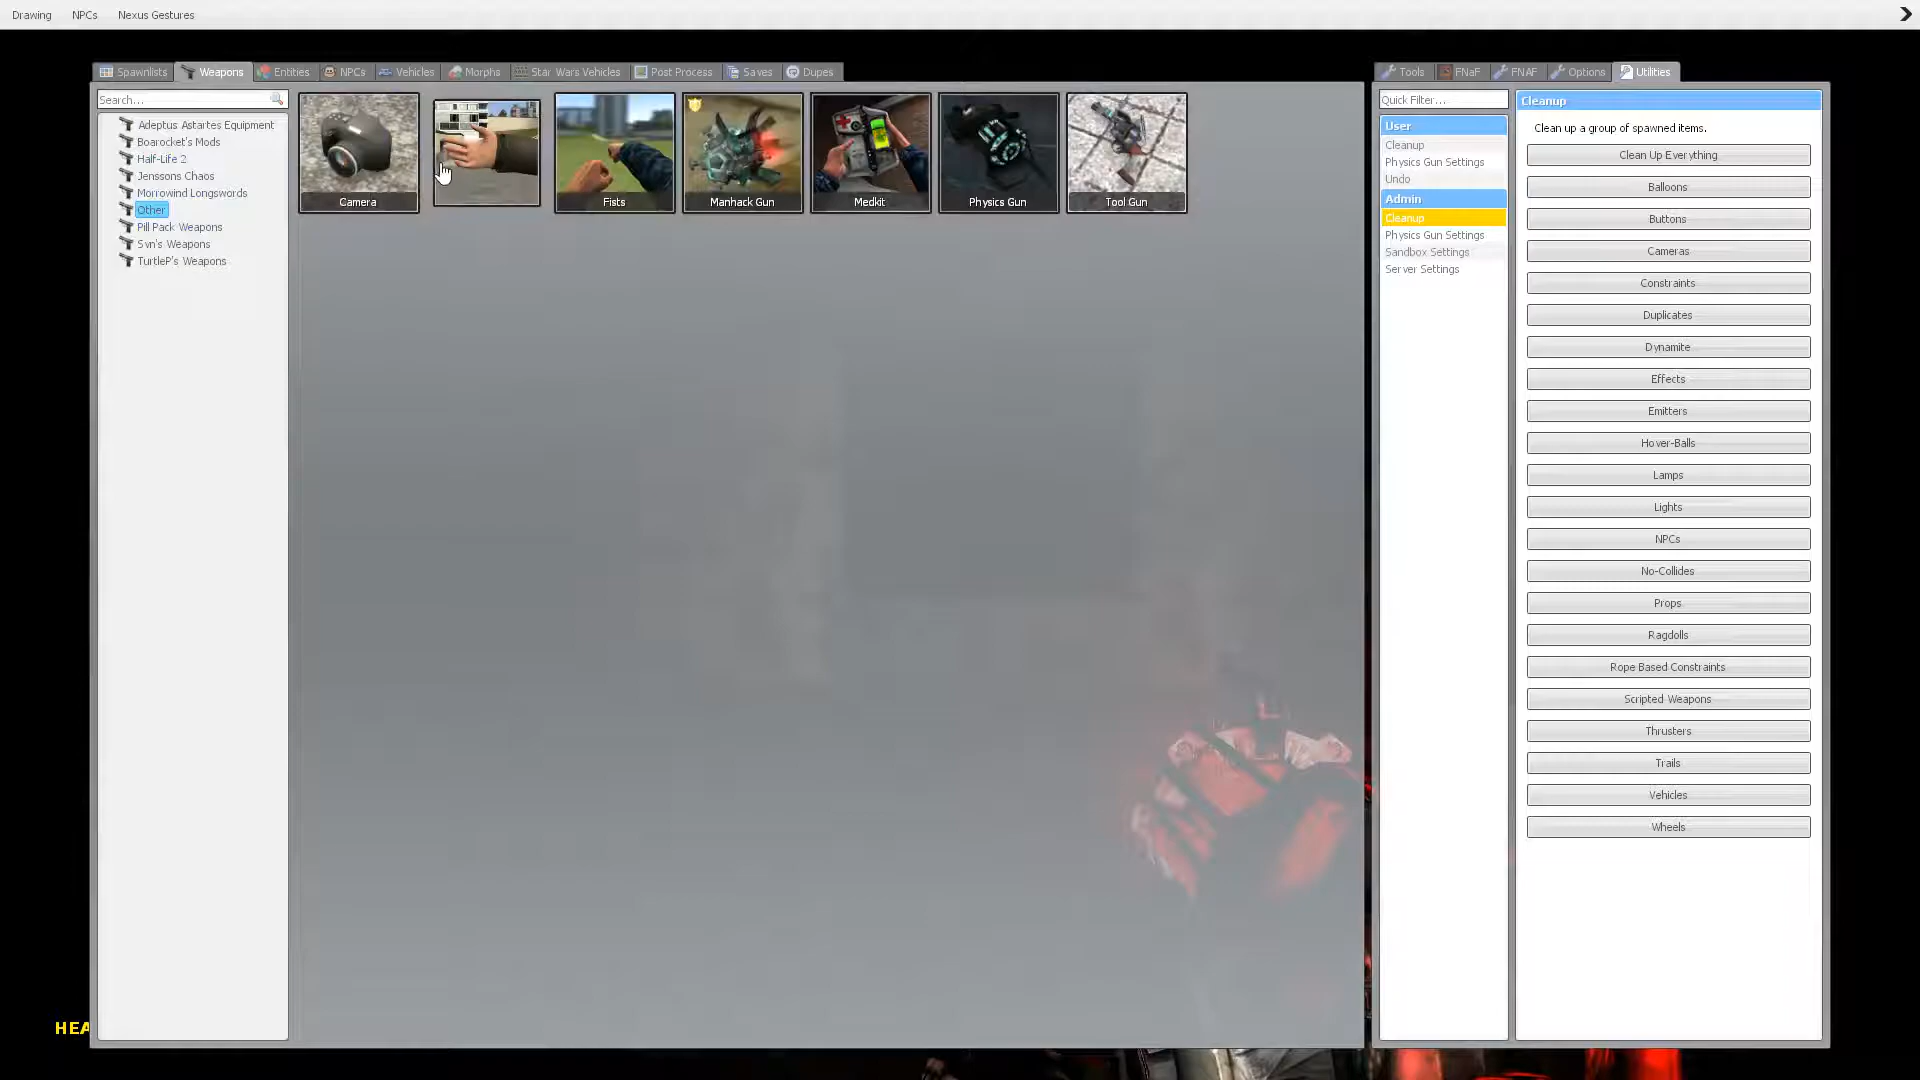 Drawing NPCs Nexus Gestures
Spawnlists Weapons Entities NPCs Vehicles Morphs Star Wars Vehicles Post Process Saves Dupes
Search...
Adeptus Astartes Equipment
Boarocket's Mods
Half-Life 2
Jenssons Chaos
Morrowind Longswords
Other
Pill Pack Weapons
Svn's Weapons
TurtleP's Weapons
Camera
Fists
Manhack Gun
Medkit
Physics Gun
Tool Gun
HEA
Tools FNaF FNAF Options Utilities
Quick Filter...
User
Cleanup
Physics Gun Settings
Undo
Admin
Cleanup
Physics Gun Settings
Sandbox Settings
Server Settings
Cleanup
Clean up a group of spawned items.
Clean Up Everything
Balloons
Buttons
Cameras
Constraints
Duplicates
Dynamite
Effects
Emitters
Hover-Balls
Lamps
Lights
NPCs
No-Collides
Props
Ragdolls
Rope Based Constraints
Scripted Weapons
Thrusters
Trails
Vehicles
Wheels